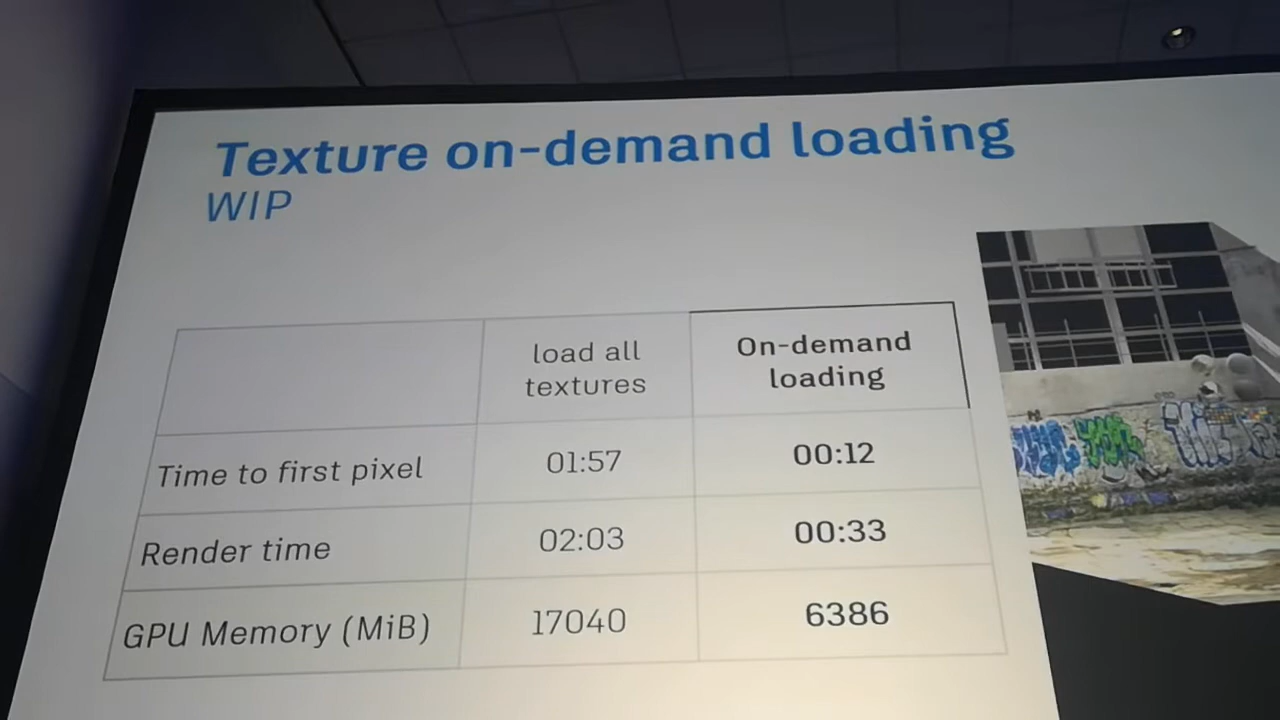 Texture on-demand loading
WIP
load all
textures
On-demand
loading
Time to first pixel 01:57 00:12
Render time 02:03 00:33
GPU Memory (MiB) 17040 6386